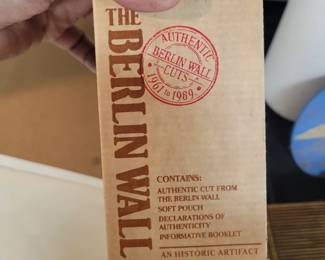 THE
BERLIN WALL
AUTHENTIC
BERLIN WALL
CUTS
1961 to 1989
CONTAINS:
AUTHENTIC CUT FROM
THE BERLIN WALL
SOFT POUCH
DECLARATIONS OF
AUTHENTICITY
INFORMATIVE BOOKLET
AN HISTORIC ARTIFACT